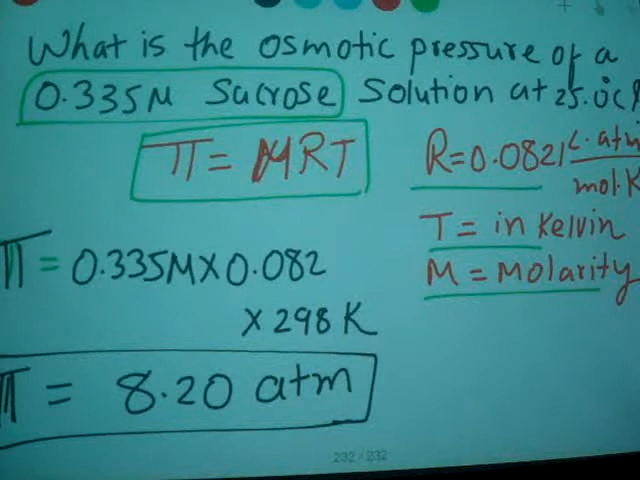 What is the osmotic pressure of a
0.335M Sucrose Solution at 25.0°C?
π = MRT
R = 0.0821 L·atm
mol·K
T = in Kelvin
M = Molarity
π = 0.335M × 0.082
× 298 K
π = 8.20 atm
232 / 232